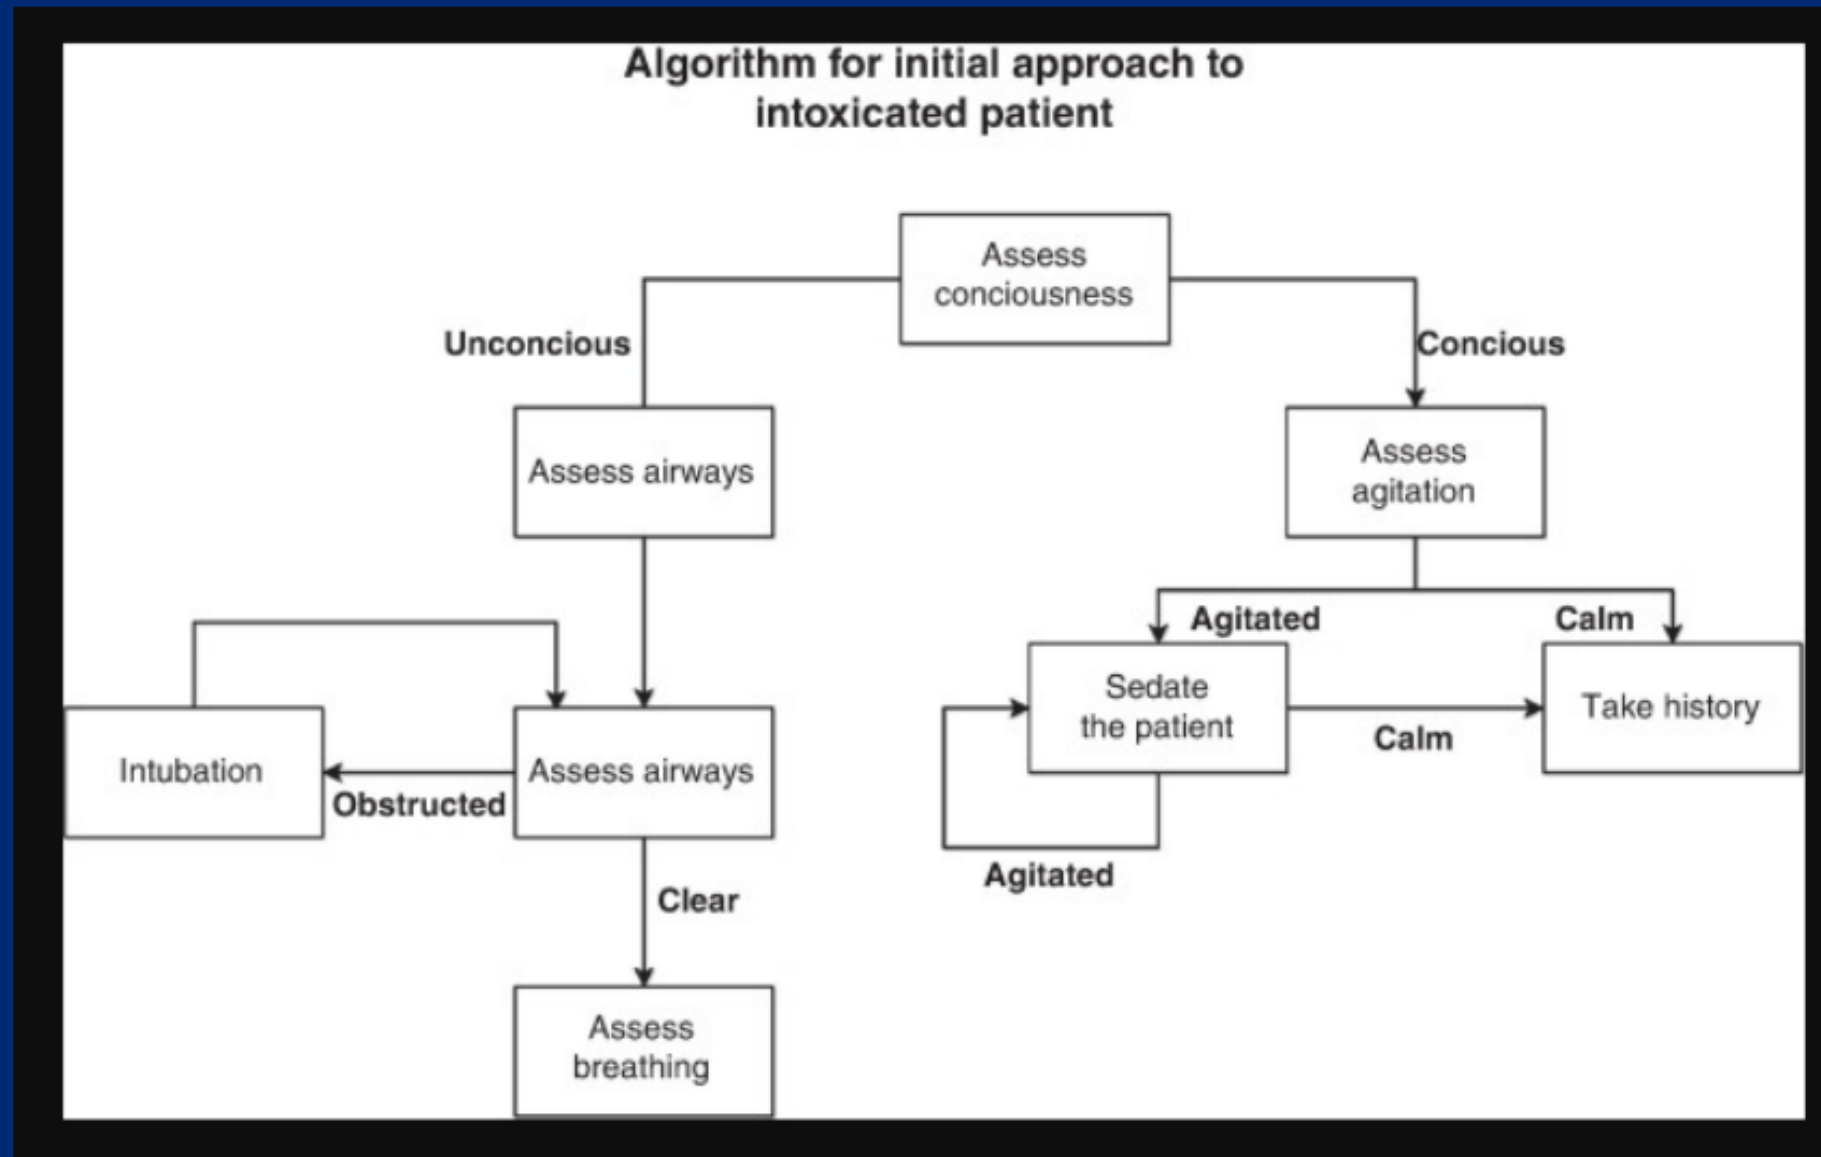 Algorithm for initial approach to
intoxicated patient
Assess
conciousness
Unconcious
Concious
Assess airways
Assess
agitation
Agitated
Calm
Sedate
the patient
Calm
Take history
Agitated
Intubation
Obstructed
Assess airways
Clear
Assess
breathing